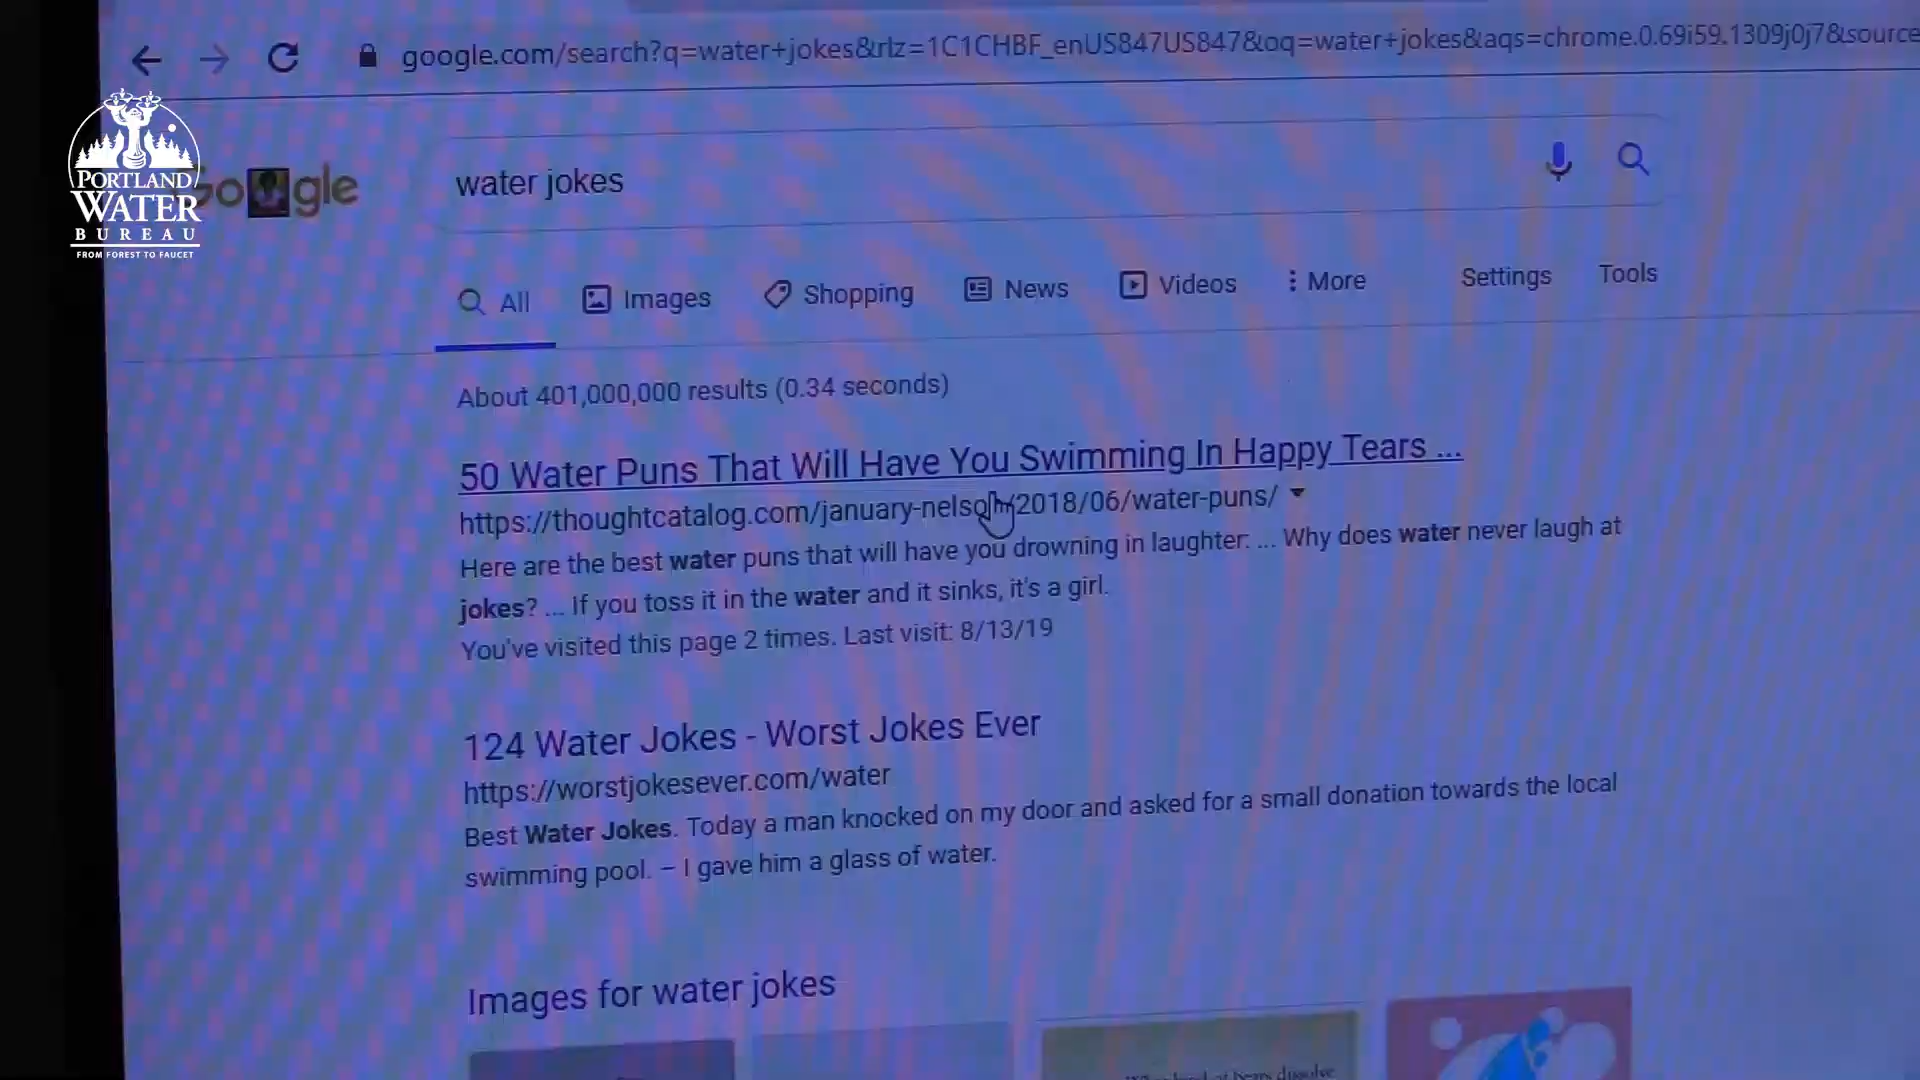 google.com/search?q=water+jokes&rlz=1C1CHBF_enUS847US847&oq=water+jokes&aqs=chrome.0.69i59.1309j0j7&source
PORTLAND
WATER
BUREAU
FROM FOREST TO FAUCET
gle
water jokes
All Images Shopping News Videos More Settings Tools
About 401,000,000 results (0.34 seconds)
50 Water Puns That Will Have You Swimming In Happy Tears ...
https://thoughtcatalog.com/january-nelson/2018/06/water-puns/
Here are the best water puns that will have you drowning in laughter: ... Why does water never laugh at
jokes? ... If you toss it in the water and it sinks, it's a girl.
You've visited this page 2 times. Last visit: 8/13/19
124 Water Jokes - Worst Jokes Ever
https://worstjokesever.com/water
Best Water Jokes. Today a man knocked on my door and asked for a small donation towards the local
swimming pool. – I gave him a glass of water.
Images for water jokes
bears dissolve